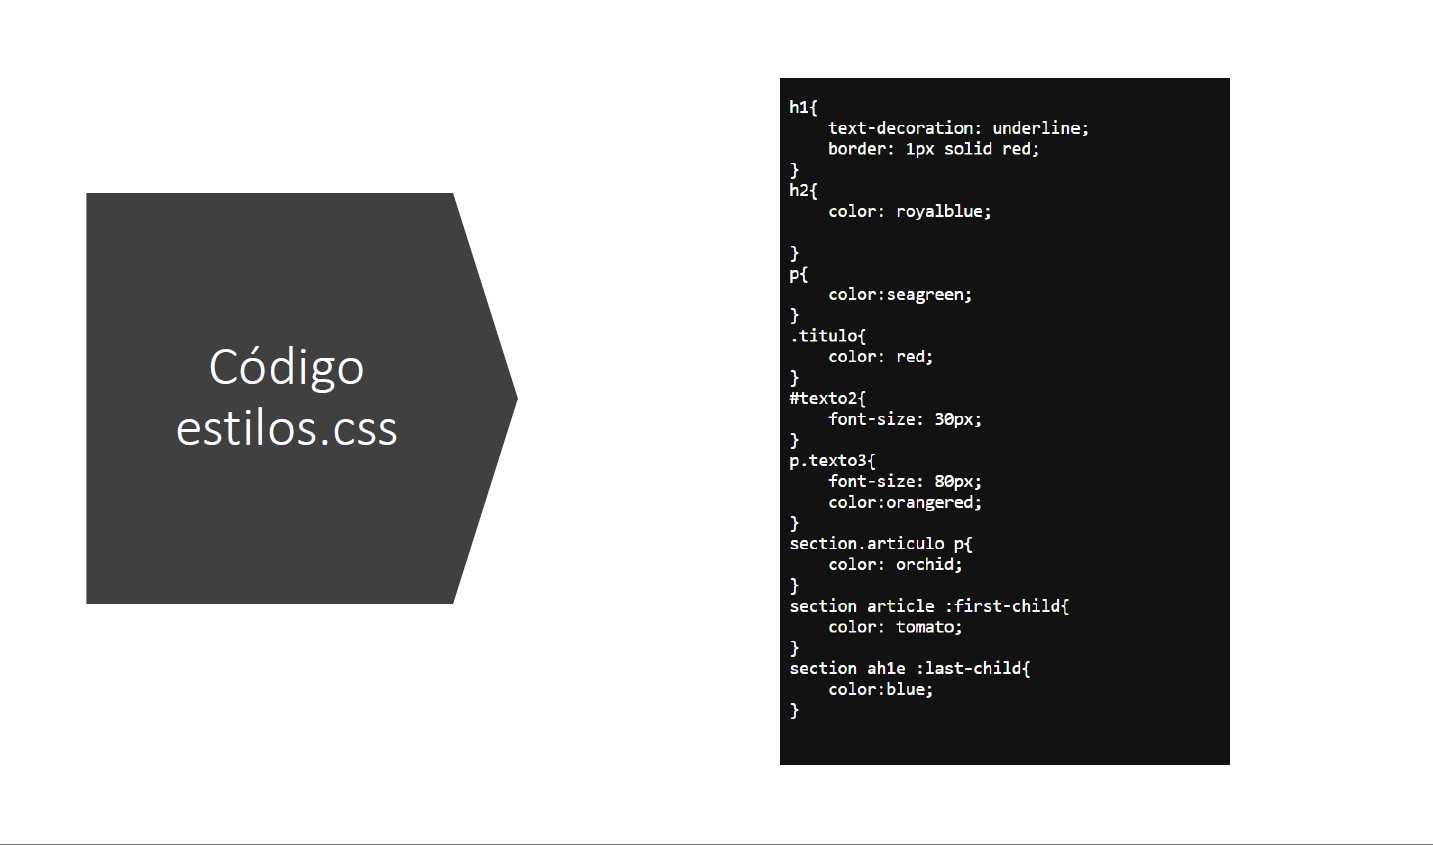 Código
estilos.css
h1{
    text-decoration: underline;
    border: 1px solid red;
}
h2{
    color: royalblue;

}
p{
    color:seagreen;
}
.titulo{
    color: red;
}
#texto2{
    font-size: 30px;
}
p.texto3{
    font-size: 80px;
    color:orangered;
}
section.articulo p{
    color: orchid;
}
section article :first-child{
    color: tomato;
}
section ah1e :last-child{
    color:blue;
}